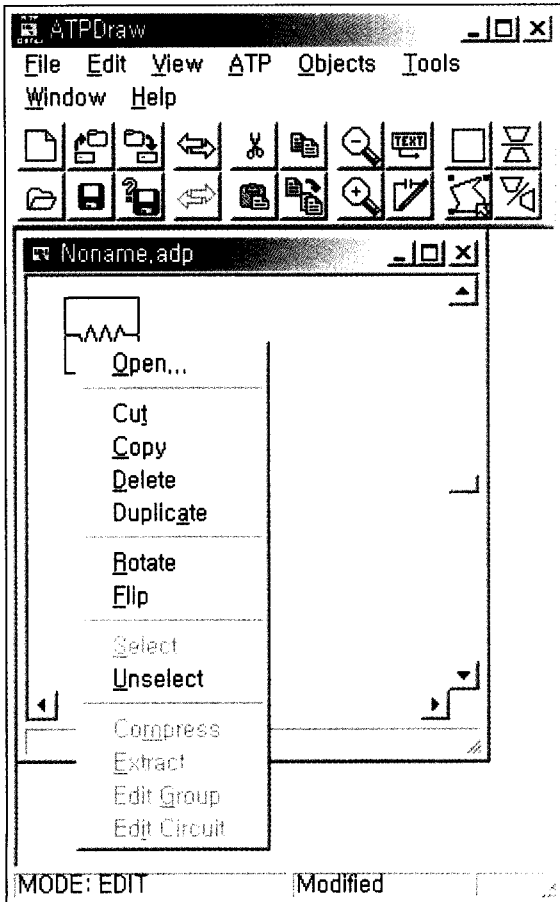 ATPDraw
File Edit View ATP Objects Tools
Window Help
TEXT
Noname.adp
Open...
Cut
Copy
Delete
Duplicate
Rotate
Flip
Select
Unselect
Compress
Extract
Edit Group
Edit Circuit
MODE: EDIT Modified